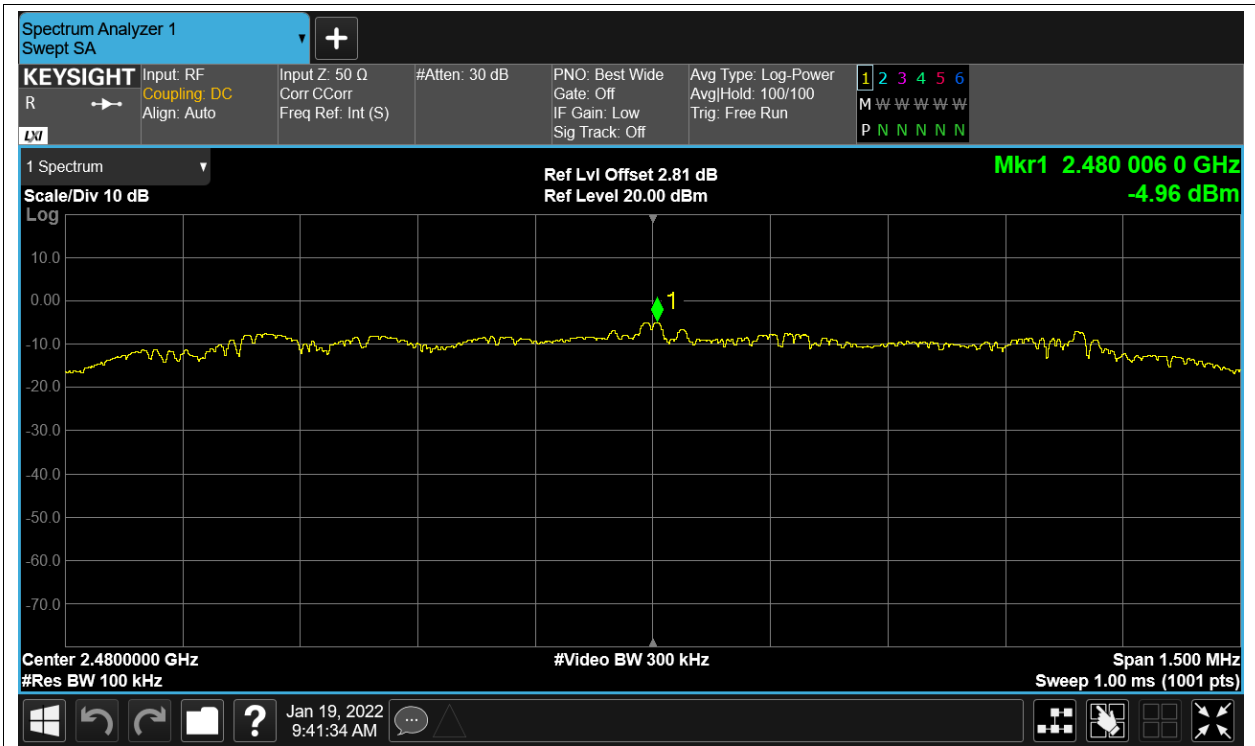 Spectrum Analyzer 1
Swept SA
KEYSIGHT
R
LXI
Input: RF
Coupling: DC
Align: Auto
Input Z: 50 Ω
Corr CCorr
Freq Ref: Int (S)
#Atten: 30 dB
PNO: Best Wide
Gate: Off
IF Gain: Low
Sig Track: Off
Avg Type: Log-Power
Avg|Hold: 100/100
Trig: Free Run
1 2 3 4 5 6
M W W W W W
P N N N N N
1 Spectrum
Scale/Div 10 dB
Log
Ref Lvl Offset 2.81 dB
Ref Level 20.00 dBm
Mkr1 2.480 006 0 GHz
-4.96 dBm
10.0
0.00
1
-10.0
-20.0
-30.0
-40.0
-50.0
-60.0
-70.0
Center 2.4800000 GHz
#Video BW 300 kHz
Span 1.500 MHz
#Res BW 100 kHz
Sweep 1.00 ms (1001 pts)
?
Jan 19, 2022
9:41:34 AM